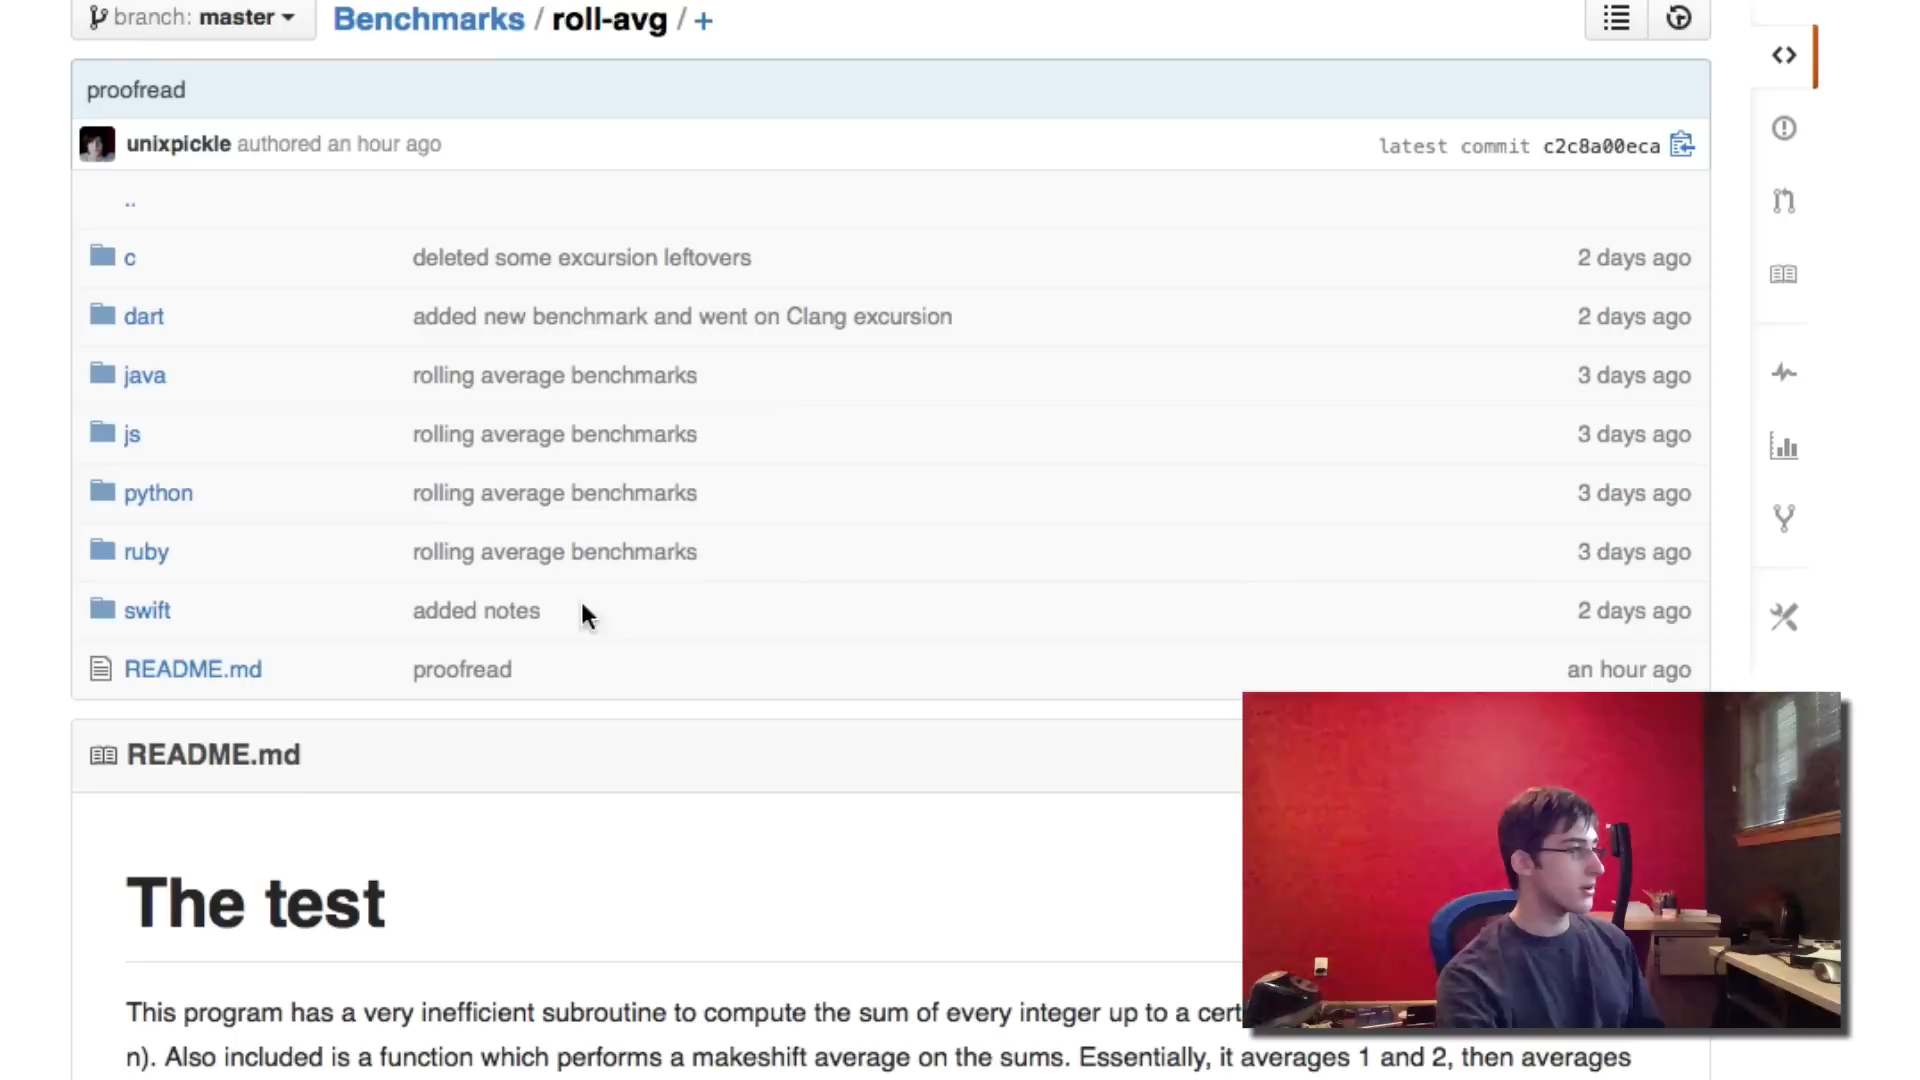 branch: master
Benchmarks / roll-avg / +
proofread
unixpickle authored an hour ago
latest commit c2c8a00eca
..
c deleted some excursion leftovers 2 days ago
dart added new benchmark and went on Clang excursion 2 days ago
java rolling average benchmarks 3 days ago
js rolling average benchmarks 3 days ago
python rolling average benchmarks 3 days ago
ruby rolling average benchmarks 3 days ago
swift added notes 2 days ago
README.md proofread an hour ago
README.md
The test
This program has a very inefficient subroutine to compute the sum of every integer up to a
n). Also included is a function which performs a makeshift average on the sums. Essentially, it averages 1 and 2, then averages